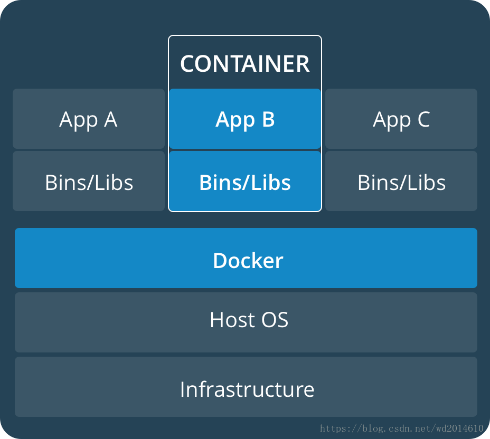 CONTAINER
App A
App B
App C
Bins/Libs
Bins/Libs
Bins/Libs
Docker
Host OS
Infrastructure
https://blog.csdn.net/wd2014610